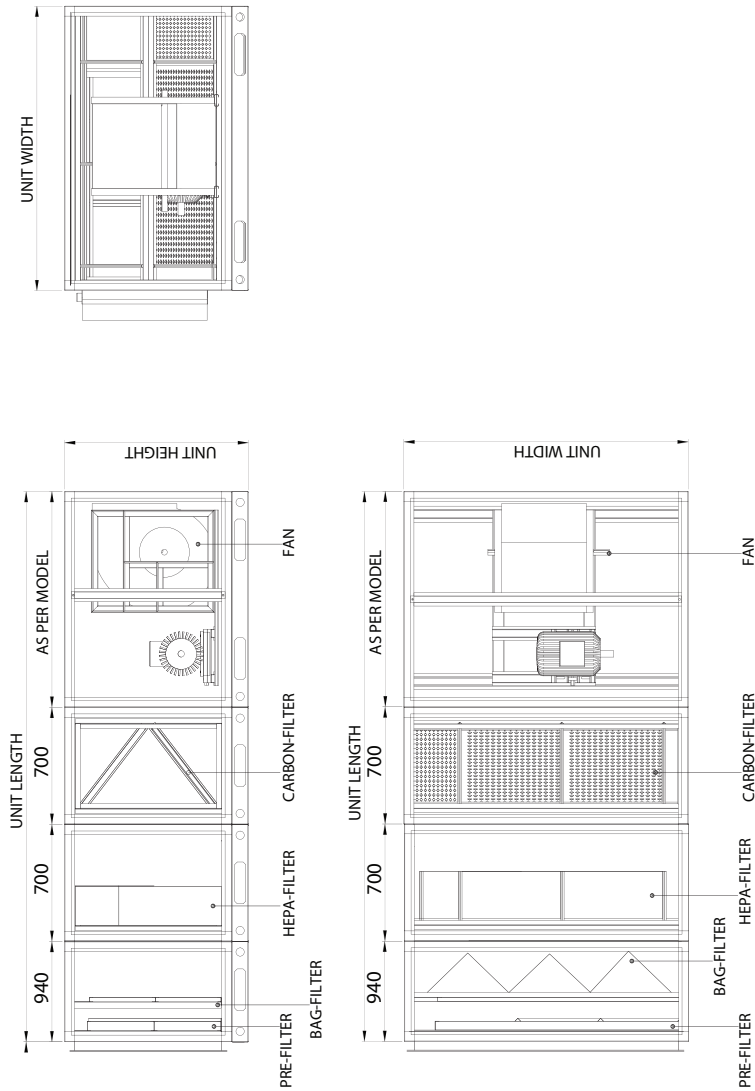 UNIT WIDTH
UNIT LENGTH
940
700
700
AS PER MODEL
UNIT HEIGHT
PRE-FILTER
BAG-FILTER
HEPA-FILTER
CARBON-FILTER
FAN
UNIT LENGTH
940
700
700
AS PER MODEL
UNIT WIDTH
PRE-FILTER
BAG-FILTER
HEPA-FILTER
CARBON-FILTER
FAN